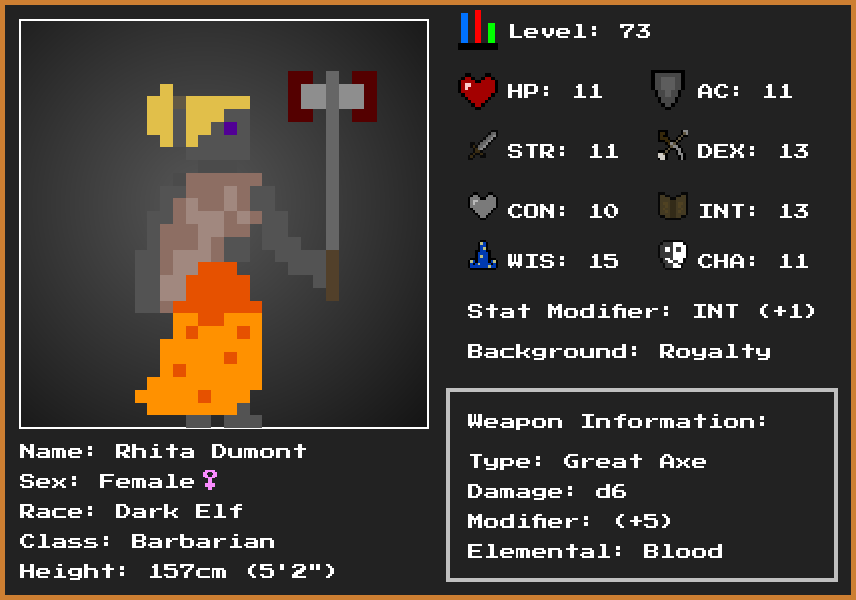 Level: 73
HP: 11 AC: 11
STR: 11 DEX: 13
CON: 10 INT: 13
WIS: 15 CHA: 11
Stat Modifier: INT (+1)
Background: Royalty
Weapon Information:
Type: Great Axe
Damage: d6
Modifier: (+5)
Elemental: Blood
Name: Rhita Dumont
Sex: Female♀
Race: Dark Elf
Class: Barbarian
Height: 157cm (5'2")